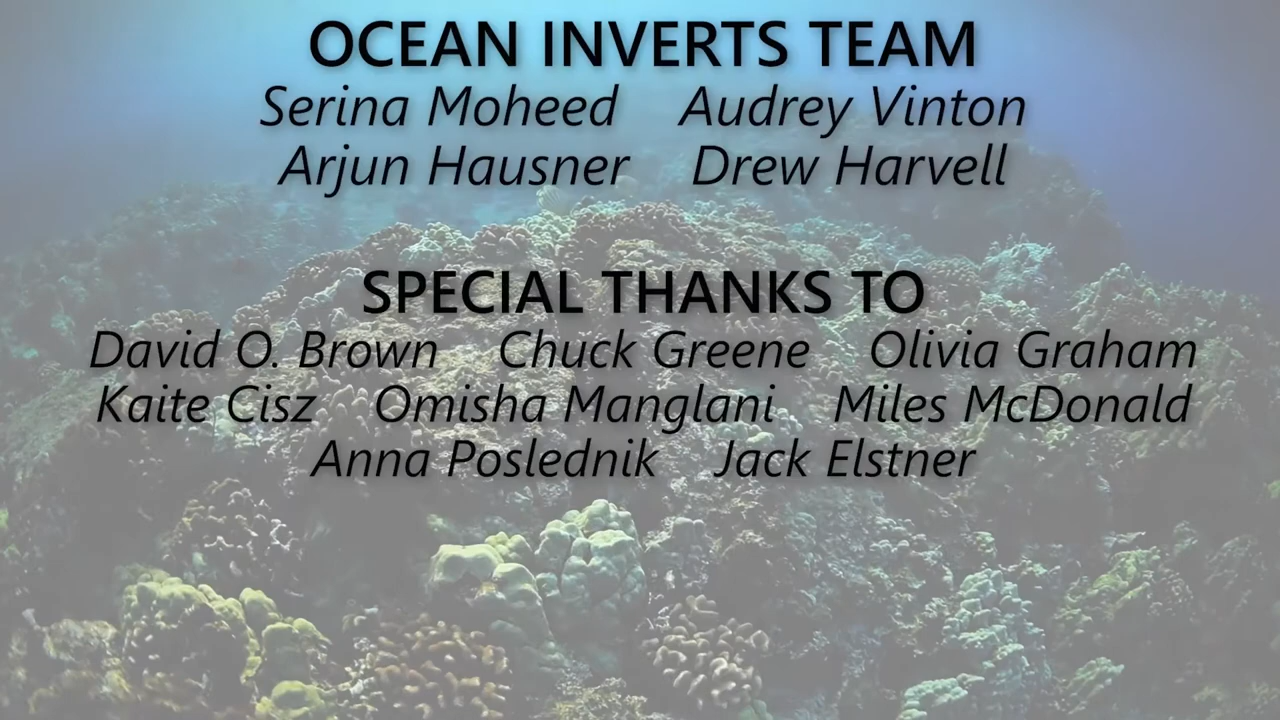 OCEAN INVERTS TEAM
Serina Moheed Audrey Vinton
Arjun Hausner Drew Harvell
SPECIAL THANKS TO
David O. Brown Chuck Greene Olivia Graham
Kaite Cisz Omisha Manglani Miles McDonald
Anna Poslednik Jack Elstner